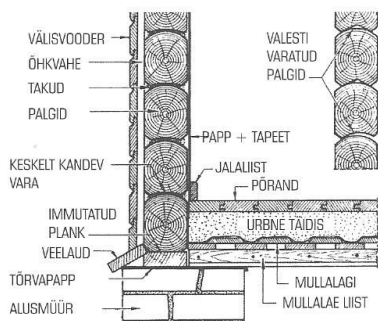 VÄLISVOODER
ÕHKVAHE
TAKUD
PALGID
KESKELT KANDEV
VARA
IMMUTATUD
PLANK
VEELAUD
TÕRVAPAPP
ALUSMÜÜR
VALESTI
VARATUD
PALGID
PAPP + TAPEET
JALALIIST
PÕRAND
URBNE TÄIDIS
MULLALAGI
MULLALAE LIIST